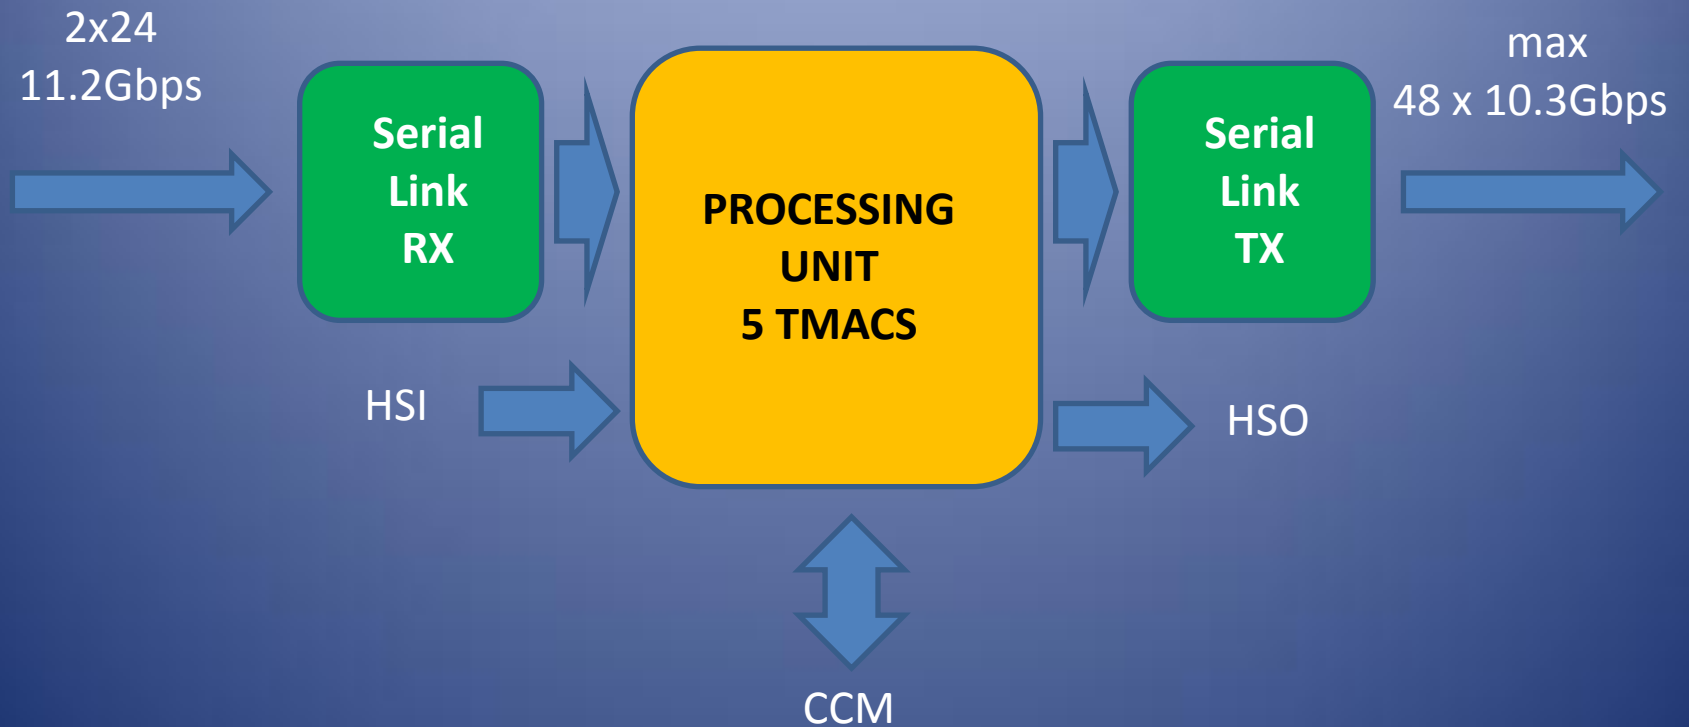 2x24
11.2Gbps
Serial
Link
RX
PROCESSING
UNIT
5 TMACS
Serial
Link
TX
max
48 x 10.3Gbps
HSI
HSO
CCM